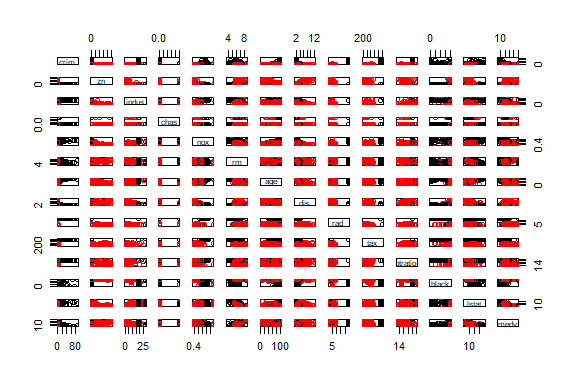 0 0.0 4 8 2 12 200 0 10
crim 0
zn
0
indus 0
chas
0.0
nox 0.4
rm
4
age 0
dis
2
rad 5
tax
200
ptratio 14
black
0
lstat 10
medv
10
0 80 0 25 0.4 0 100 5 14 10